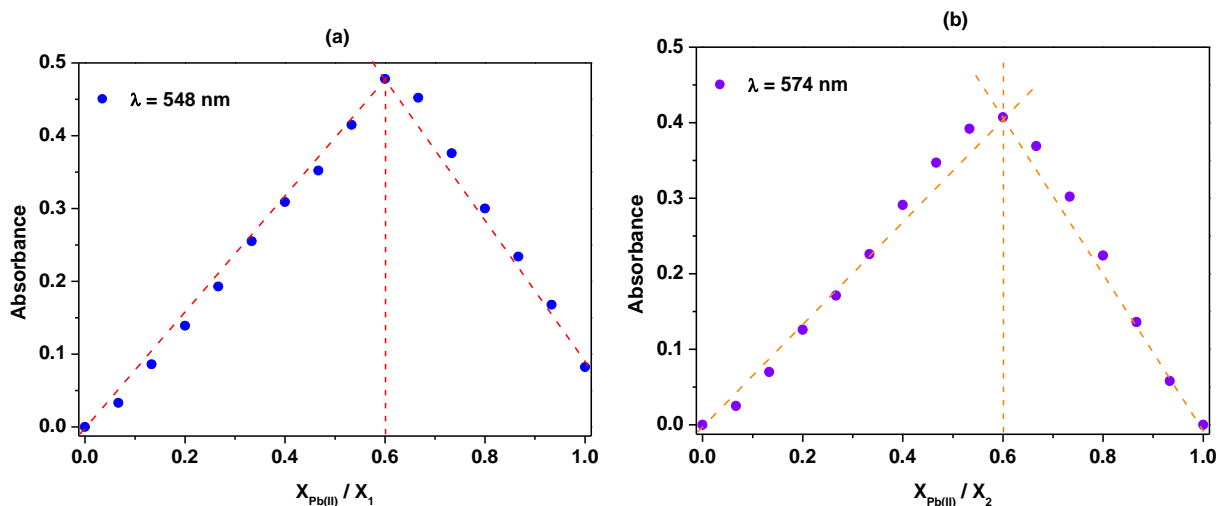 (a)
0.5
0.4
0.3
0.2
0.1
0.0
Absorbance
λ = 548 nm
0.0 0.2 0.4 0.6 0.8 1.0
X_Pb(II) / X_1
(b)
0.5
0.4
0.3
0.2
0.1
0.0
Absorbance
λ = 574 nm
0.0 0.2 0.4 0.6 0.8 1.0
X_Pb(II) / X_2